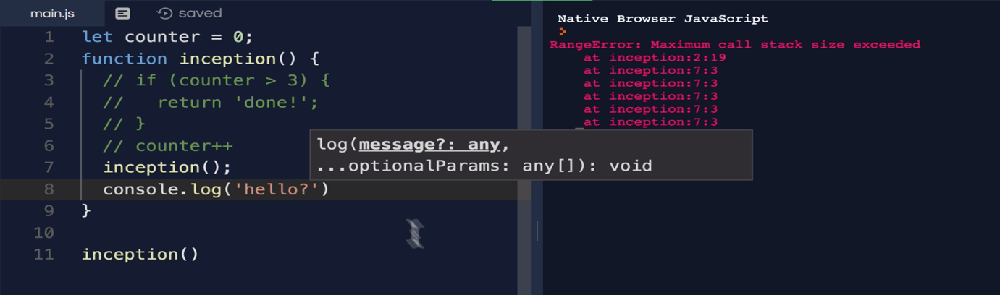 main.js saved
1 let counter = 0;
2 function inception() {
3 // if (counter > 3) {
4 //   return 'done!';
5 // }
6 // counter++
7 inception();
8 console.log('hello?')
9 }
10
11 inception()
log(message?: any,
...optionalParams: any[]): void
Native Browser JavaScript
>
RangeError: Maximum call stack size exceeded
at inception:2:19
at inception:7:3
at inception:7:3
at inception:7:3
at inception:7:3
at inception:7:3